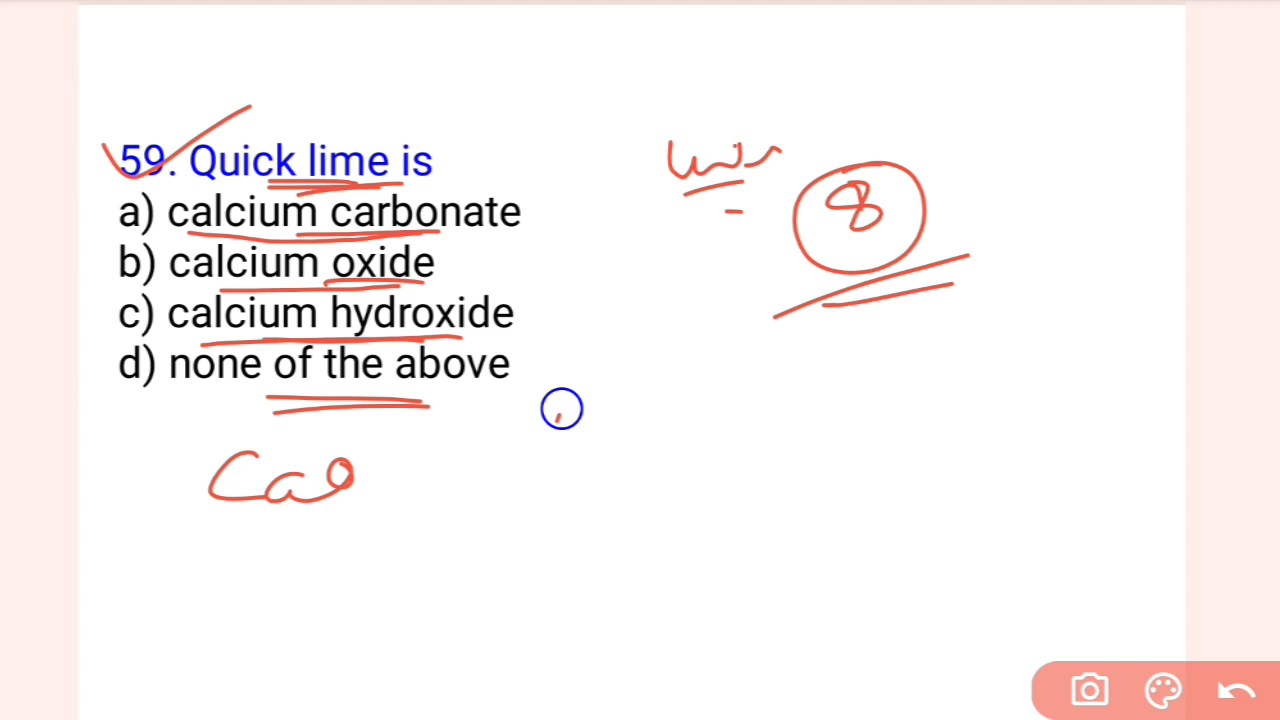 59. Quick lime is
a) calcium carbonate
b) calcium oxide
c) calcium hydroxide
d) none of the above
8
Cao